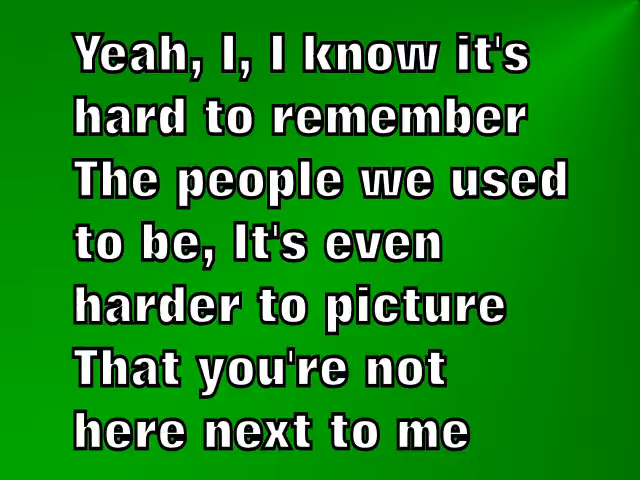 Yeah, I, I know it's
hard to remember
The people we used
to be, It's even
harder to picture
That you're not
here next to me